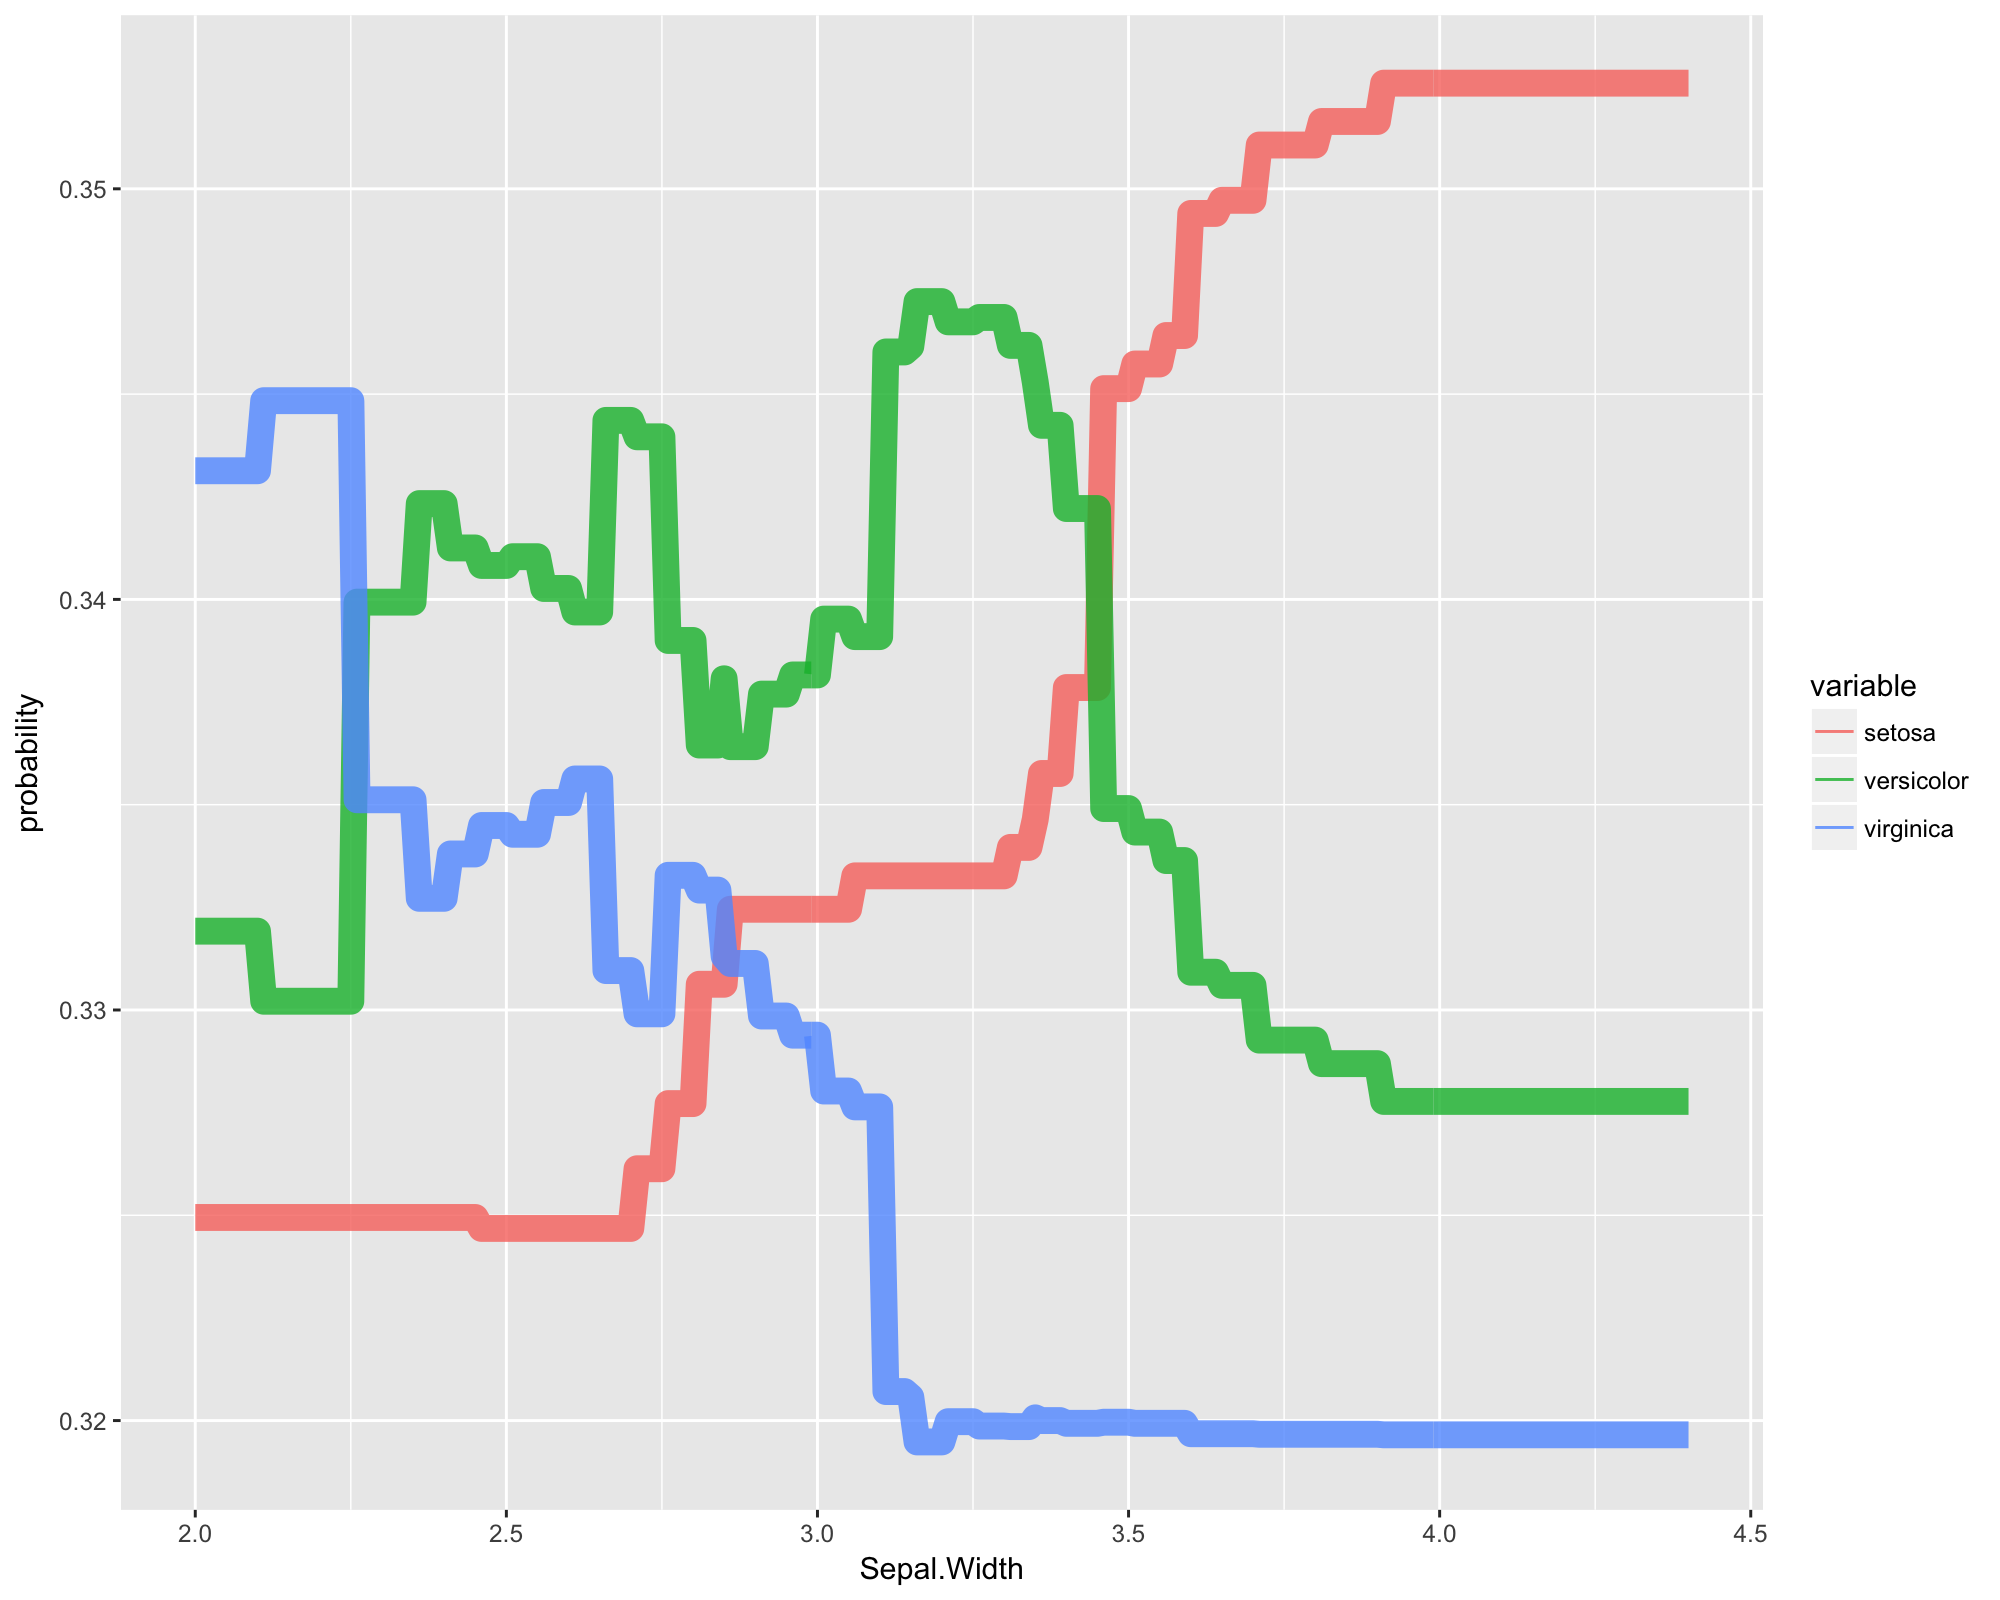 0.35
0.34
0.33
0.32
probability
2.0 2.5 3.0 3.5 4.0 4.5
Sepal.Width
variable
setosa
versicolor
virginica